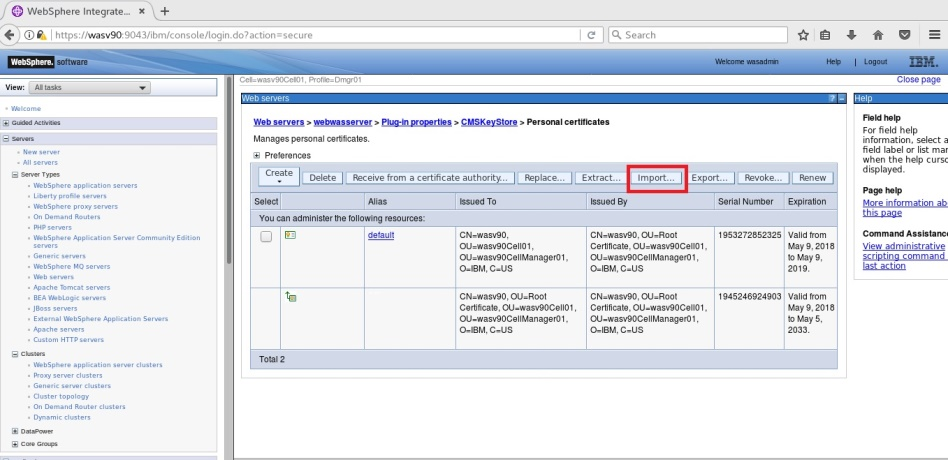 WebSphere Integrate...
https://wasv90:9043/ibm/console/login.do?action=secure
Search
WebSphere. software
Welcome wasadmin
Help
Logout
IBM.
View: All tasks
Welcome
Guided Activities
Servers
New server
All servers
Server Types
WebSphere application servers
Liberty profile servers
WebSphere proxy servers
On Demand Routers
PHP servers
WebSphere Application Server Community Edition
servers
Generic servers
WebSphere MQ servers
Web servers
Apache Tomcat servers
BEA WebLogic servers
JBoss servers
External WebSphere Application Servers
Apache servers
Custom HTTP servers
Clusters
WebSphere application server clusters
Proxy server clusters
Generic server clusters
Cluster topology
On Demand Router clusters
Dynamic clusters
DataPower
Core Groups
Cell=wasv90Cell01, Profile=Dmgr01
Close page
Web servers
? –
Web servers > webwasserver > Plug-in properties > CMSKeyStore > Personal certificates
Manages personal certificates.
Preferences
Create
Delete
Receive from a certificate authority...
Replace...
Extract...
Import...
Export...
Revoke...
Renew
Select
Alias
Issued To
Issued By
Serial Number
Expiration
You can administer the following resources:
default
CN=wasv90,
OU=wasv90Cell01,
OU=wasv90CellManager01,
O=IBM, C=US
CN=wasv90, OU=Root
Certificate, OU=wasv90Cell01,
OU=wasv90CellManager01,
O=IBM, C=US
1953272852325
Valid from
May 9, 2018
to May 9,
2019.
CN=wasv90, OU=Root
Certificate, OU=wasv90Cell01,
OU=wasv90CellManager01,
O=IBM, C=US
CN=wasv90, OU=Root
Certificate, OU=wasv90Cell01,
OU=wasv90CellManager01,
O=IBM, C=US
1945246924903
Valid from
May 9, 2018
to May 5,
2033.
Total 2
Help
Field help
For field help
information, select a
field label or list mar
when the help curso
displayed.
Page help
More information ab
this page
Command Assistanc
View administrative
scripting command
last action